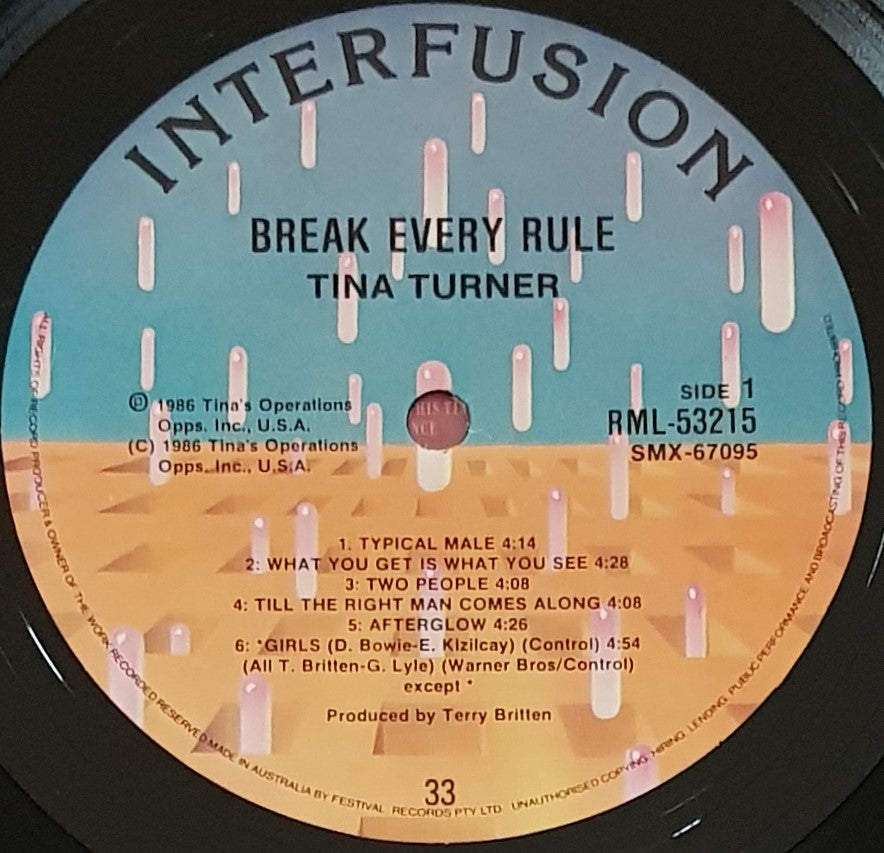 INTERFUSION
BREAK EVERY RULE
TINA TURNER
Ⓟ 1986 Tina's Operations
Opps. Inc., U.S.A.
(C) 1986 Tina's Operations
Opps. Inc., U.S.A.
SIDE 1
RML-53215
SMX-67095
1: TYPICAL MALE 4:14
2: WHAT YOU GET IS WHAT YOU SEE 4:28
3: TWO PEOPLE 4:08
4: TILL THE RIGHT MAN COMES ALONG 4:08
5: AFTERGLOW 4:26
6: *GIRLS (D. Bowie-E. Kizilcay) (Control) 4:54
(All T. Britten-G. Lyle) (Warner Bros/Control)
except *
Produced by Terry Britten
33
ALL RIGHTS OF RECORD PRODUCER & OWNER OF THE WORK RECORDED RESERVED MADE IN AUSTRALIA BY FESTIVAL RECORDS PTY LTD. UNAUTHORISED COPYING, HIRING, LENDING, PUBLIC PERFORMANCE AND BROADCASTING OF THIS RECORD